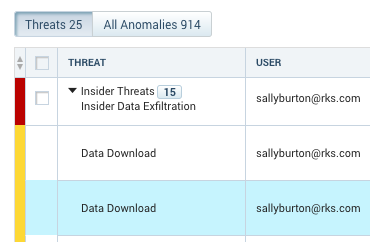 Threats 25 All Anomalies 914
THREAT USER
Insider Threats 15
Insider Data Exfiltration
sallyburton@rks.com
Data Download sallyburton@rks.com
Data Download sallyburton@rks.com